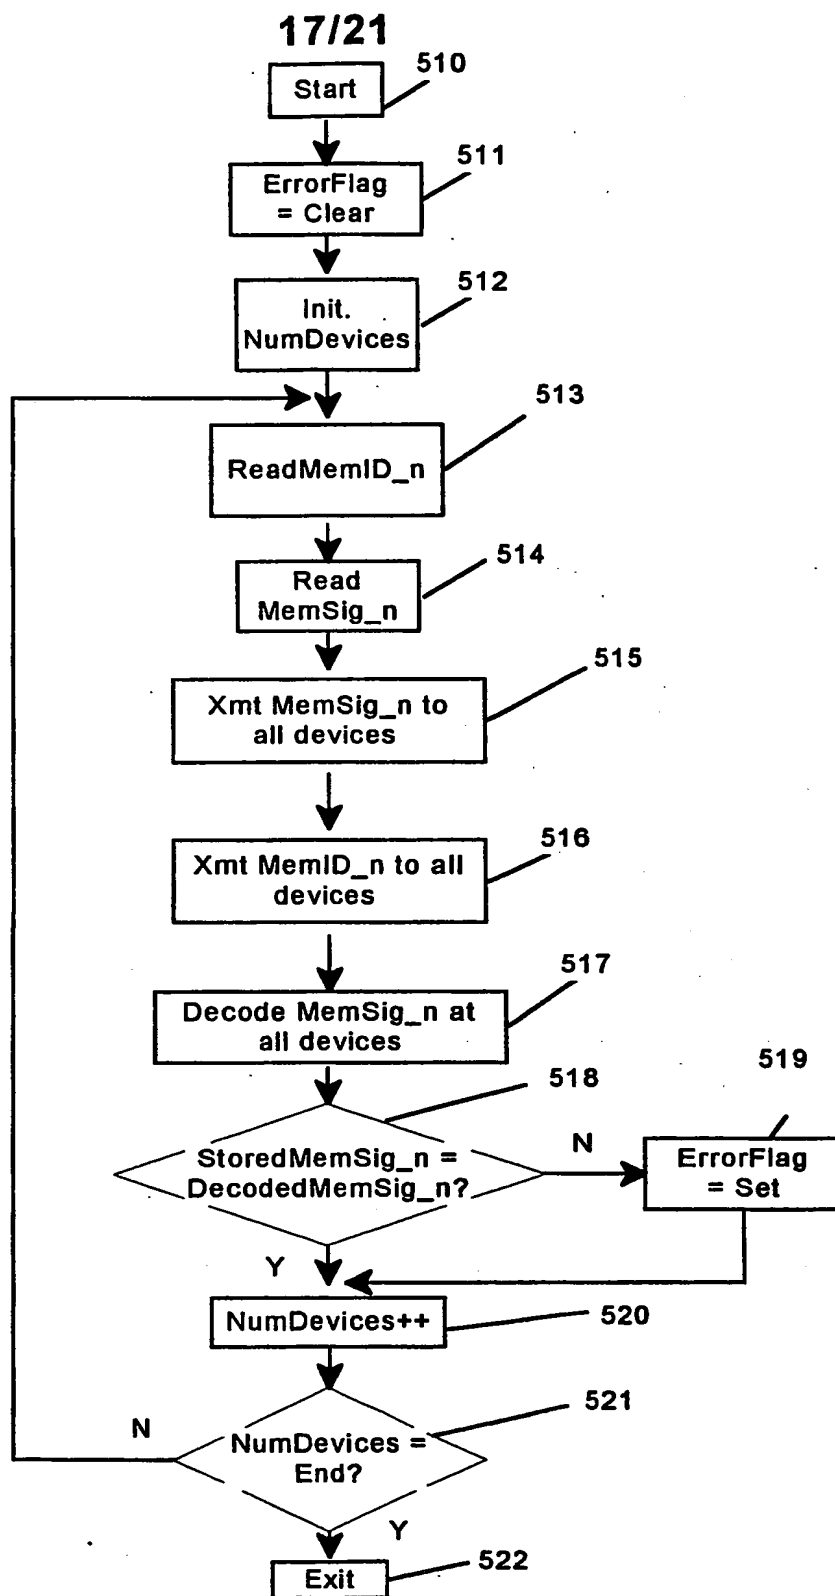 17/21
510
Start
511
ErrorFlag
= Clear
512
Init.
NumDevices
513
ReadMemID_n
514
Read
MemSig_n
515
Xmt MemSig_n to
all devices
516
Xmt MemID_n to all
devices
517
Decode MemSig_n at
all devices
518
519
StoredMemSig_n =
DecodedMemSig_n?
N
ErrorFlag
= Set
Y
NumDevices++
520
521
N
NumDevices =
End?
Y
Exit
522